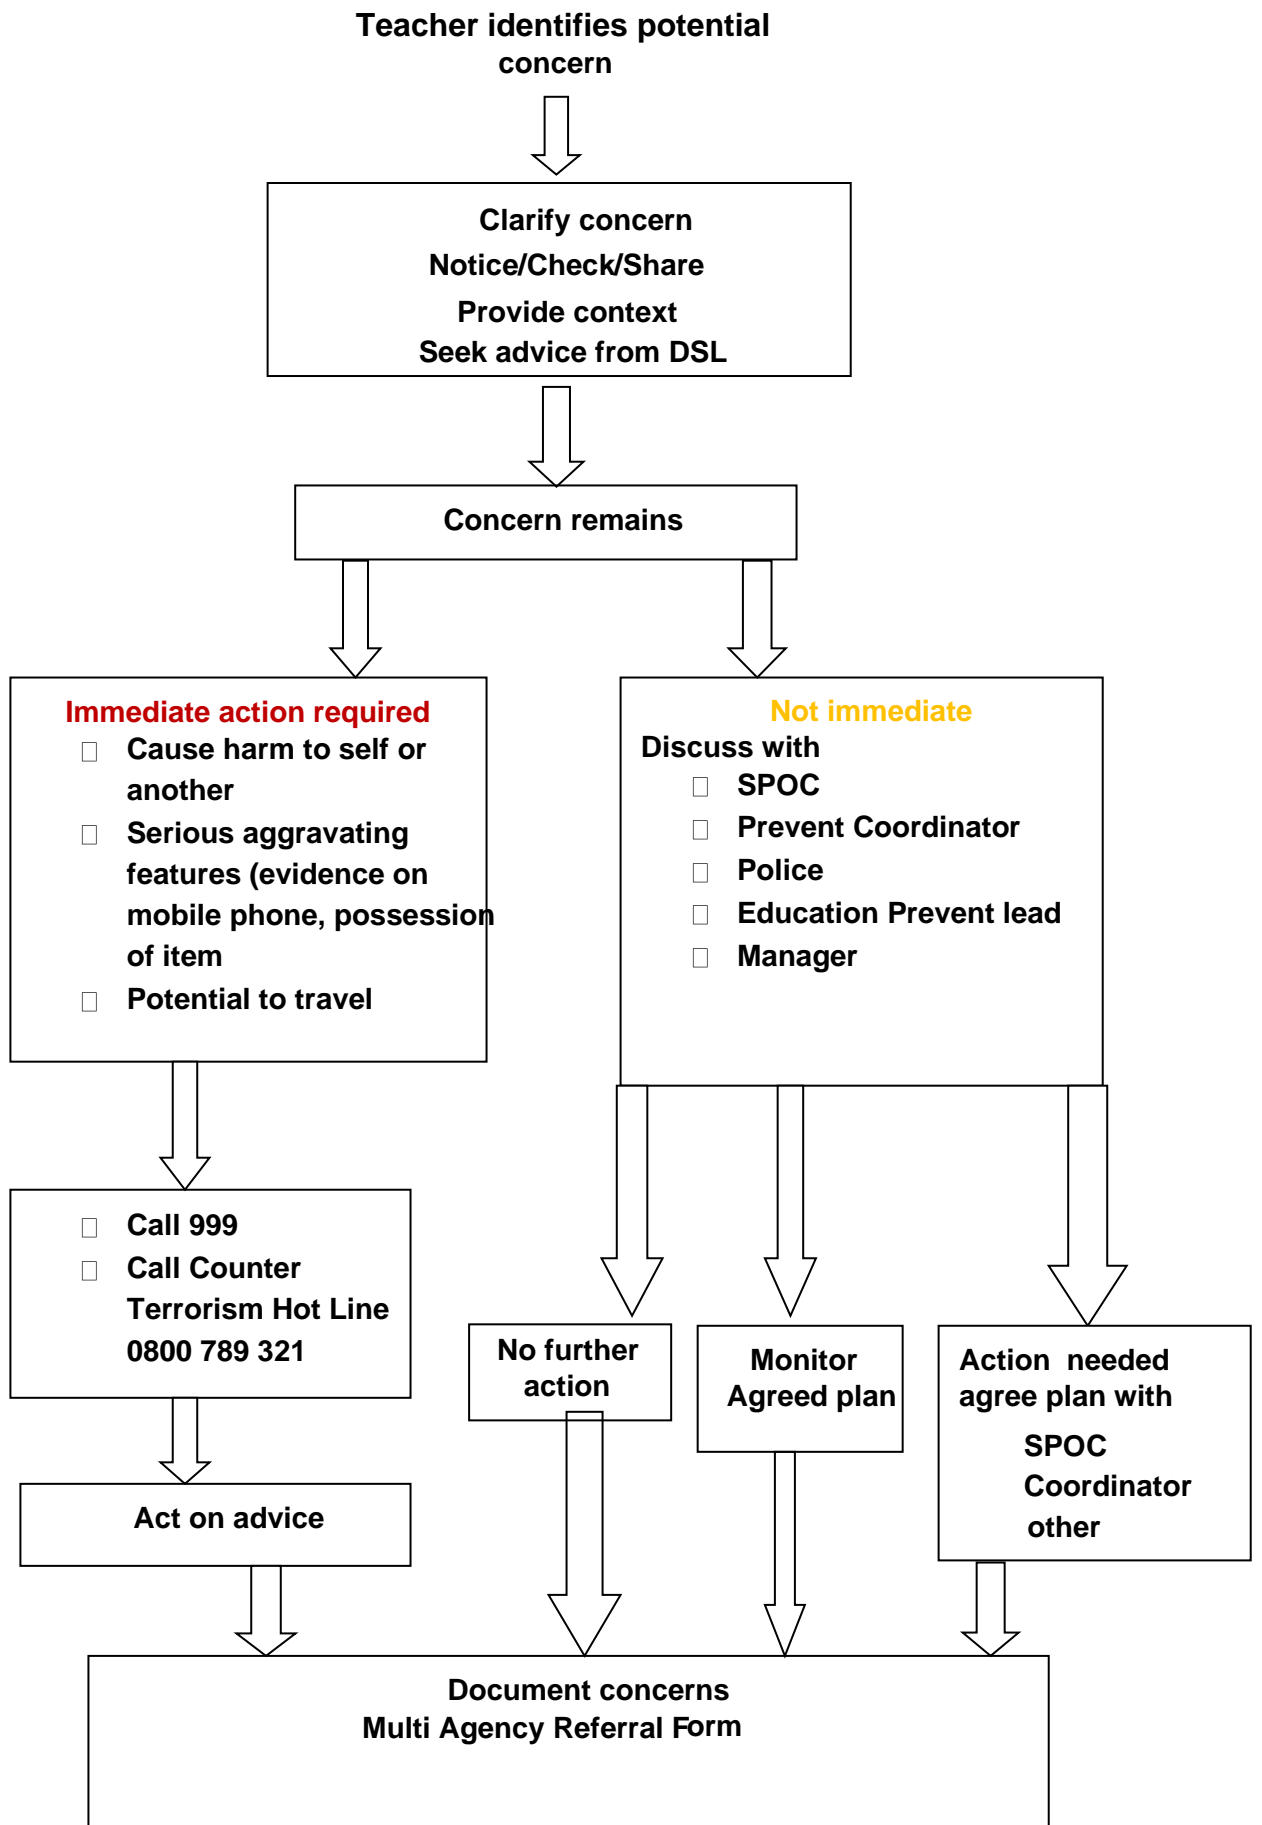 Teacher identifies potential
concern
Clarify concern
Notice/Check/Share
Provide context
Seek advice from DSL
Concern remains
Immediate action required
Cause harm to self or
another
Serious aggravating
features (evidence on
mobile phone, possession
of item
Potential to travel
Not immediate
Discuss with
SPOC
Prevent Coordinator
Police
Education Prevent lead
Manager
Call 999
Call Counter
Terrorism Hot Line
0800 789 321
No further
action
Monitor
Agreed plan
Action needed
agree plan with
SPOC
Coordinator
other
Act on advice
Document concerns
Multi Agency Referral Form